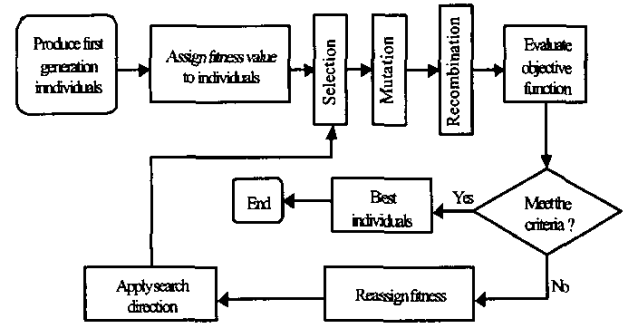 Produce first
generation
inndividuals
Assign fitness value
to individuals
Selection
Mutation
Recombination
Evaluate
objective
function
Meet the
criteria ?
Yes
Best
individuals
End
No
Reassign fitness
Apply search
direction